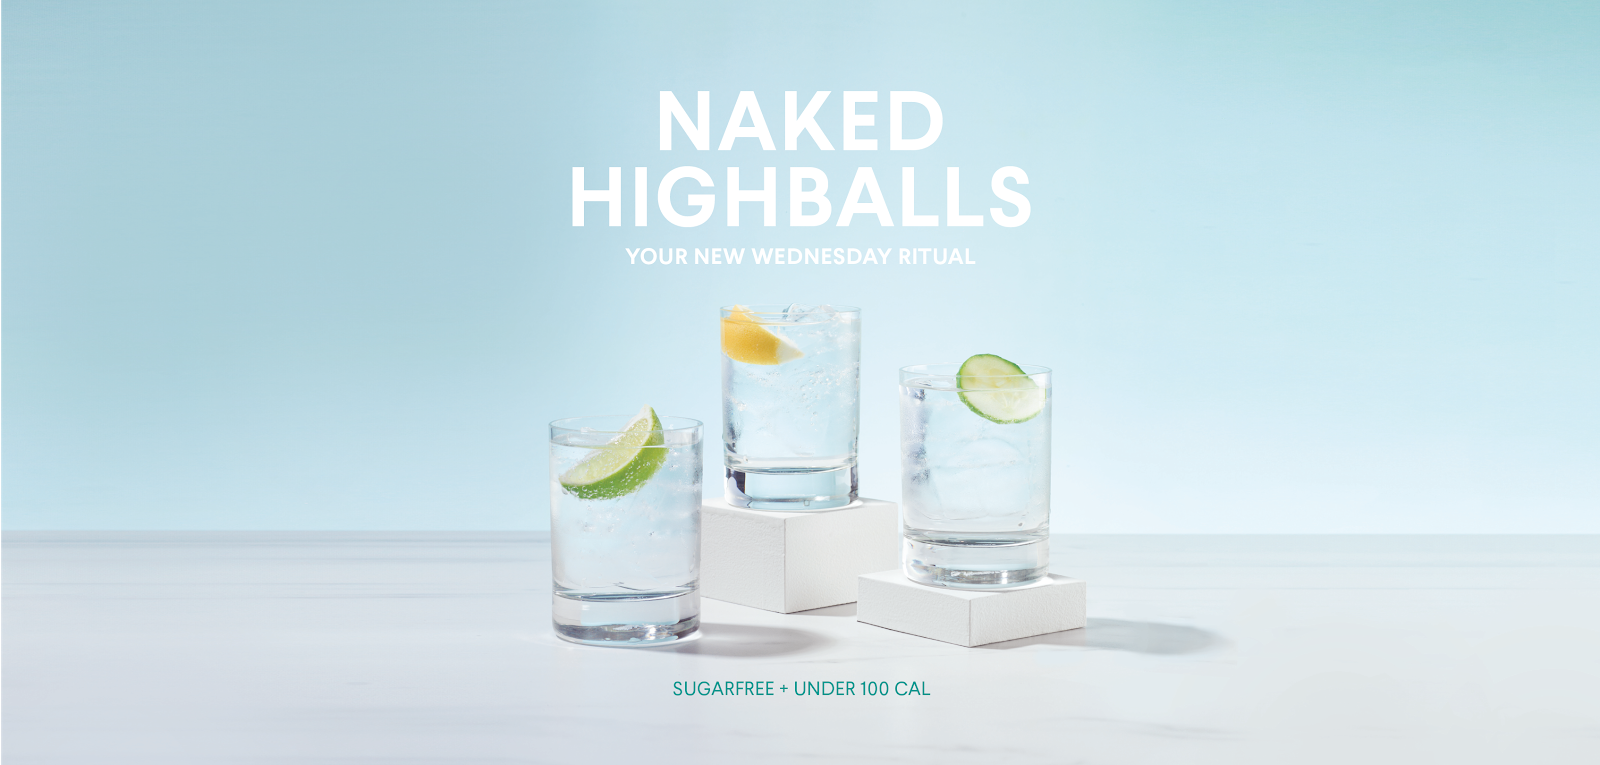 NAKED
HIGHBALLS
YOUR NEW WEDNESDAY RITUAL
SUGARFREE + UNDER 100 CAL